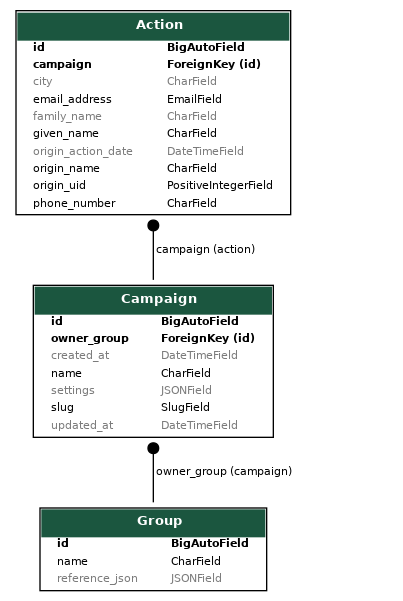 Action
id BigAutoField
campaign ForeignKey (id)
city CharField
email_address EmailField
family_name CharField
given_name CharField
origin_action_date DateTimeField
origin_name CharField
origin_uid PositiveIntegerField
phone_number CharField
campaign (action)
Campaign
id BigAutoField
owner_group ForeignKey (id)
created_at DateTimeField
name CharField
settings JSONField
slug SlugField
updated_at DateTimeField
owner_group (campaign)
Group
id BigAutoField
name CharField
reference_json JSONField